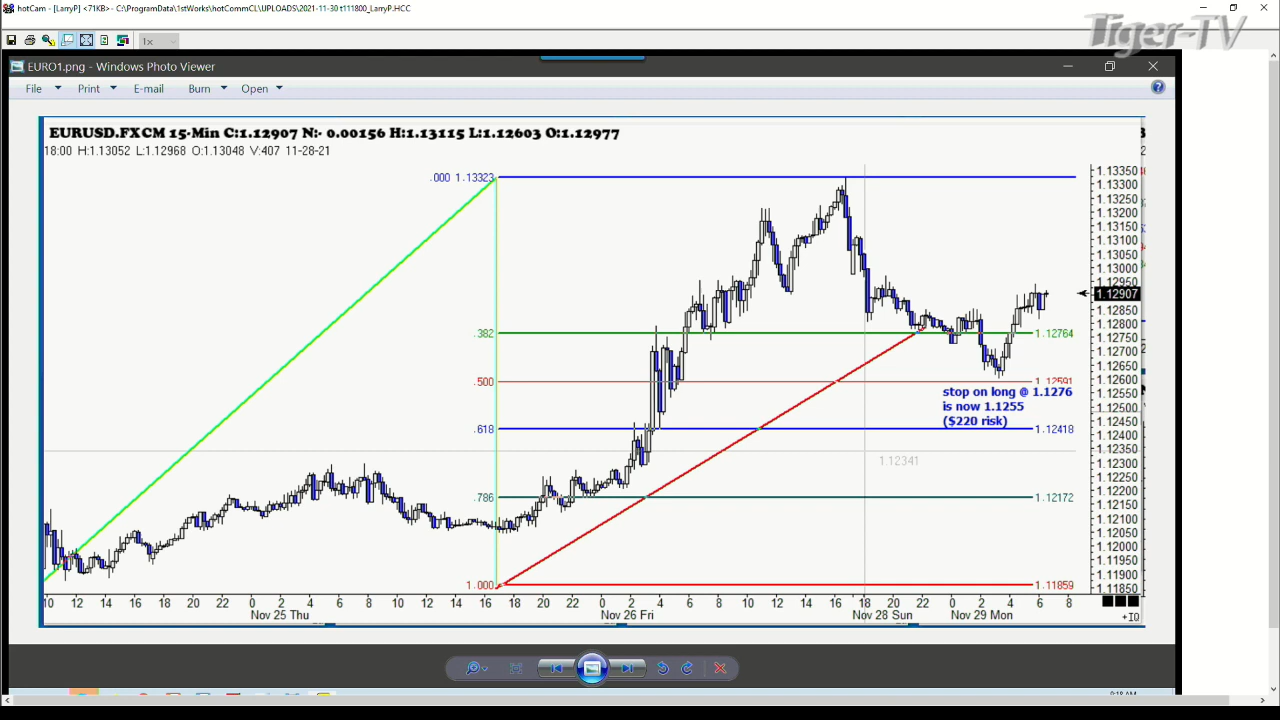 hotCam - [LarryP] <71KB> - C:\ProgramData\1stWorks\hotCommCL\UPLOADS\2021-11-30 t111800_LarryP.HCC
Tiger-TV
1x
EURO1.png - Windows Photo Viewer
File Print E-mail Burn Open
EURUSD.FXCM 15-Min C:1.12907 N:- 0.00156 H:1.13115 L:1.12603 O:1.12977
18:00 H:1.13052 L:1.12968 O:1.13048 V:407 11-28-21
.000 1.13323
1.13350
1.13300
1.13250
1.13200
1.13150
1.13100
1.13050
1.13000
1.12950
1.12907
1.12850
1.12800
.382 1.12764
1.12750
1.12700
1.12650
1.12600
.500 1.12591
stop on long @ 1.1276
is now 1.1255
($220 risk)
1.12550
1.12500
1.12450
.618 1.12418
1.12400
1.12350
1.12341
1.12300
1.12250
1.12200
.786 1.12172
1.12150
1.12100
1.12050
1.12000
1.11950
1.11900
1.000 1.11859
1.11850
10 12 14 16 18 20 22 0 2 4 6 8 10 12 14 16 18 20 22 0 2 4 6 8 10 12 14 16 18 20 22 0 2 4 6 8
Nov 25 Thu Nov 26 Fri Nov 28 Sun Nov 29 Mon
+IQ